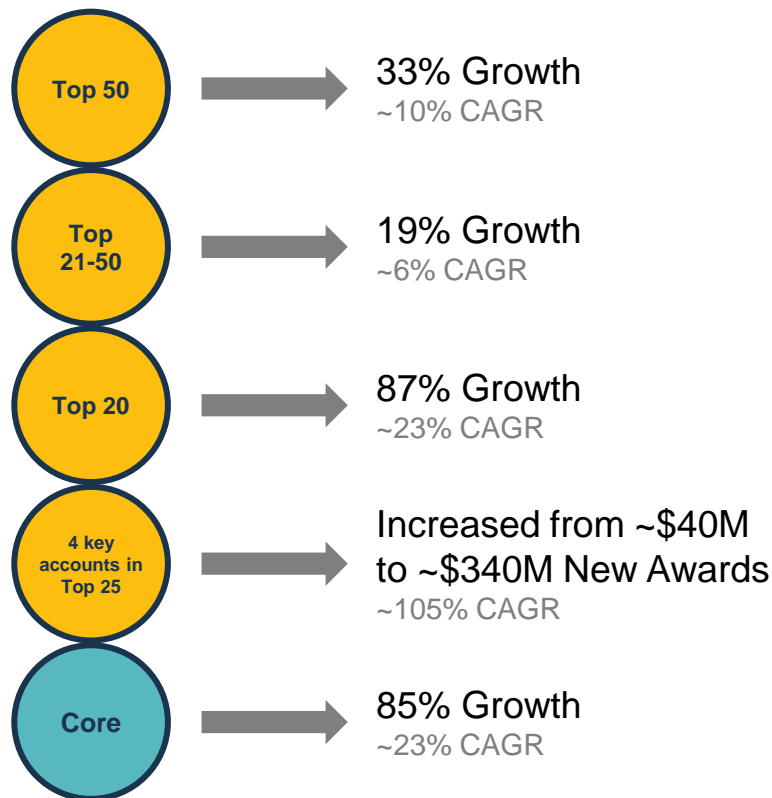 Top 50
33% Growth
~10% CAGR
Top
21-50
19% Growth
~6% CAGR
Top 20
87% Growth
~23% CAGR
4 key
accounts in
Top 25
Increased from ~$40M
to ~$340M New Awards
~105% CAGR
Core
85% Growth
~23% CAGR